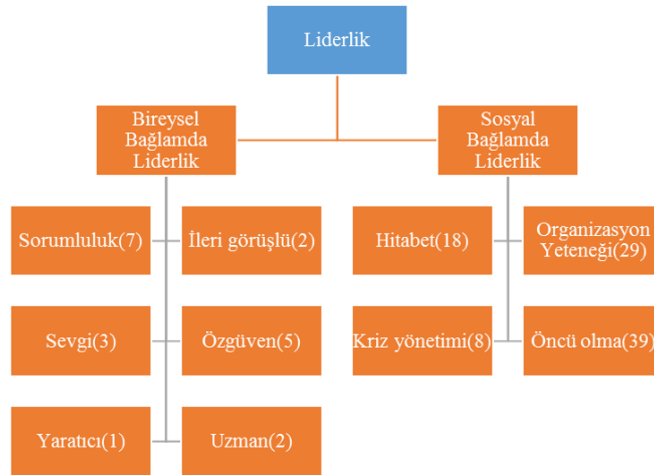 Liderlik
Bireysel
Bağlamda
Liderlik
Sosyal
Bağlamda
Liderlik
Sorumluluk(7)
İleri görüşlü(2)
Hitabet(18)
Organizasyon
Yeteneği(29)
Sevgi(3)
Özgüven(5)
Kriz yönetimi(8)
Öncü olma(39)
Yaratıcı(1)
Uzman(2)